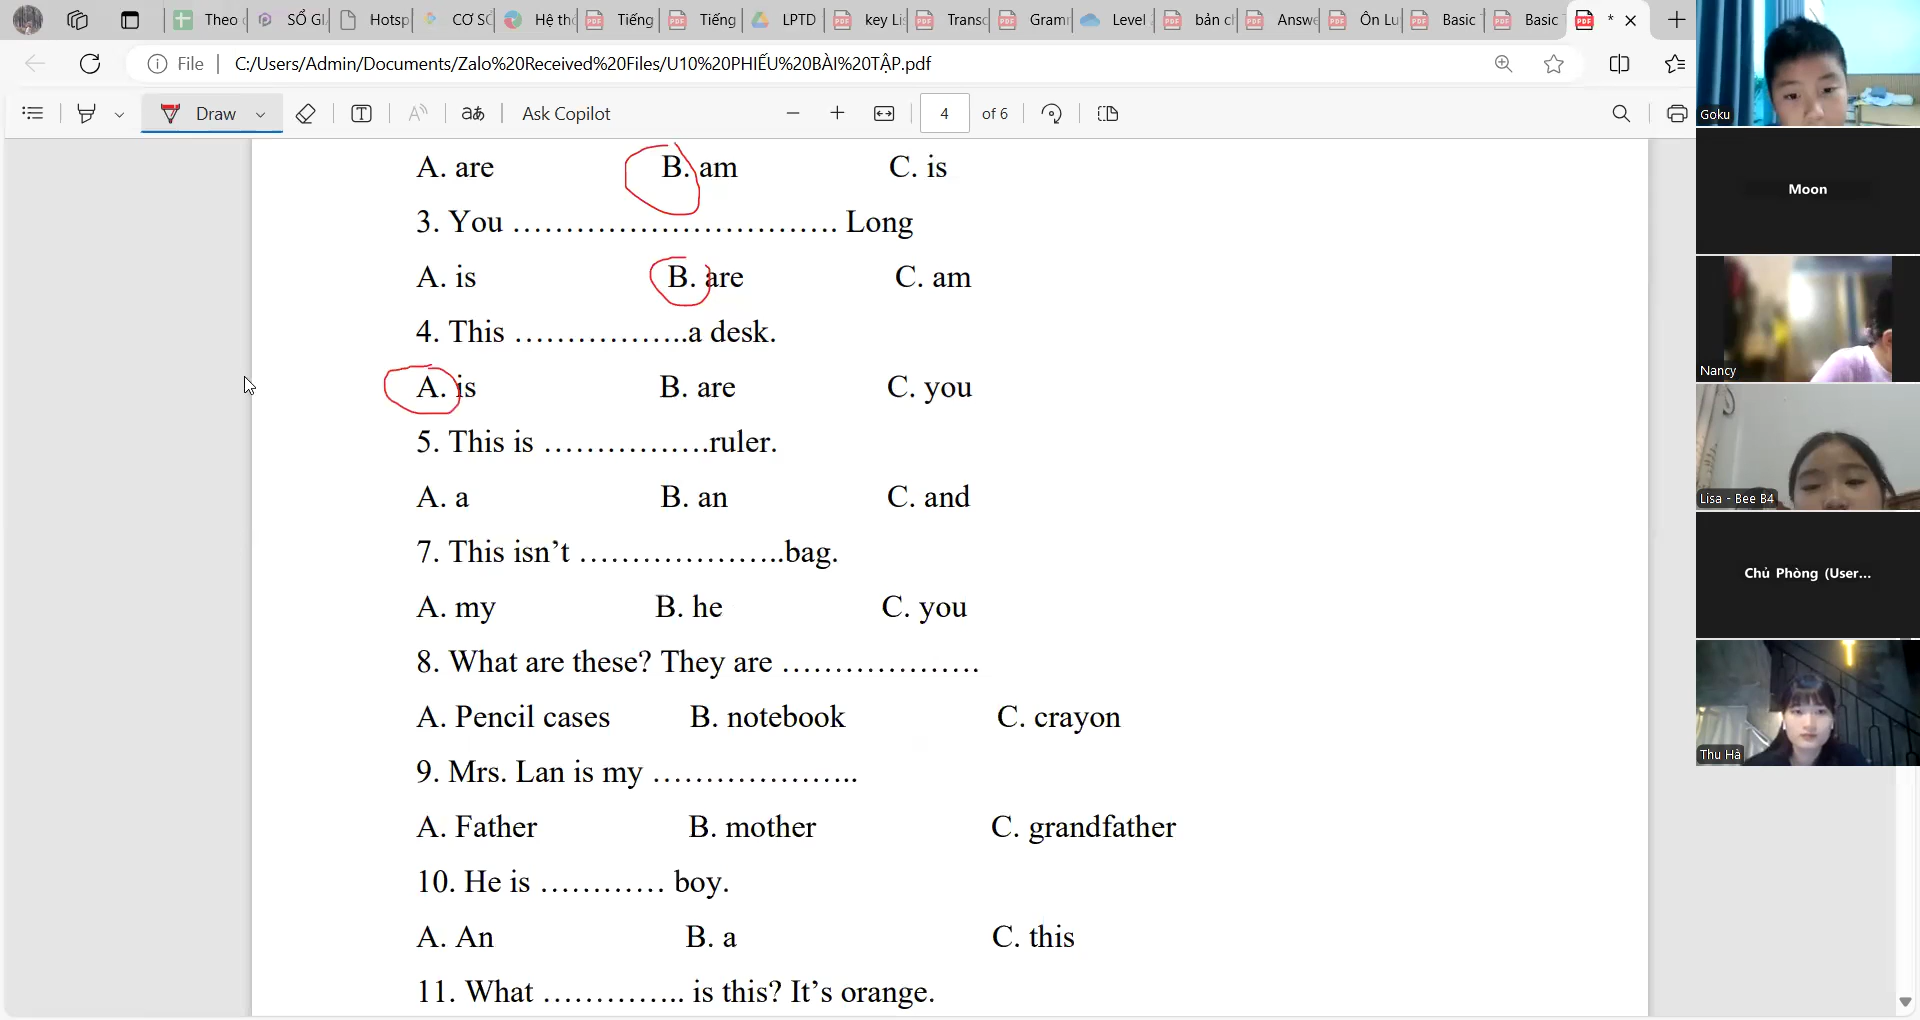 Theo
SỔ GI
Hotsp
CƠ SỞ
Hệ thố
Tiếng
Tiếng
LPTD
key Lis
Transc
Gramm
Level
bản ch
Answe
Ôn Lu
Basic
Basic
*
File
C:/Users/Admin/Documents/Zalo%20Received%20Files/U10%20PHIẾU%20BÀI%20TẬP.pdf
Draw
Ask Copilot
4 of 6
A. are B. am C. is
3. You …………………………. Long
A. is B. are C. am
4. This ……………..a desk.
A. is B. are C. you
5. This is …………….ruler.
A. a B. an C. and
7. This isn’t ………………..bag.
A. my B. he C. you
8. What are these? They are ……………….
A. Pencil cases B. notebook C. crayon
9. Mrs. Lan is my ………………..
A. Father B. mother C. grandfather
10. He is ………… boy.
A. An B. a C. this
11. What ………….. is this? It’s orange.
Goku
Moon
Nancy
Lisa - Bee B4
Chủ Phòng (User...
Thu Hà